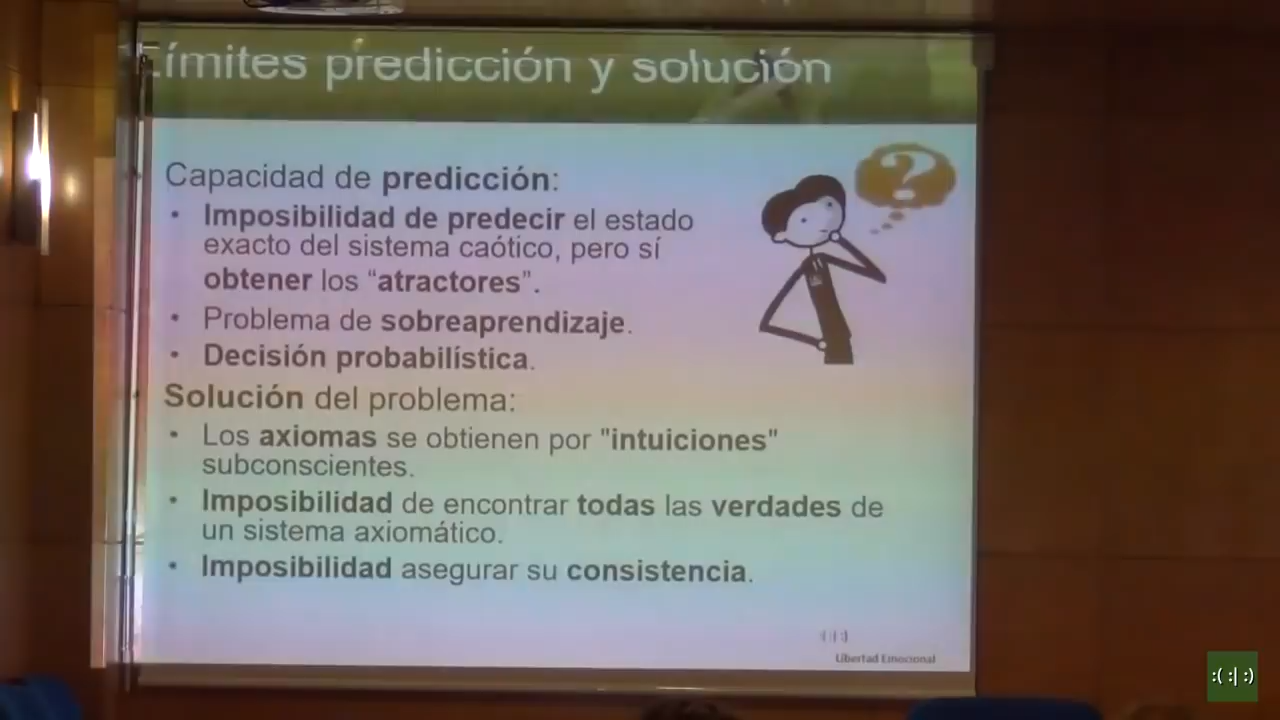 Límites predicción y solución
?
Capacidad de predicción:
• Imposibilidad de predecir el estado
exacto del sistema caótico, pero sí
obtener los “atractores”.
• Problema de sobreaprendizaje.
• Decisión probabilística.
Solución del problema:
• Los axiomas se obtienen por "intuiciones"
subconscientes.
• Imposibilidad de encontrar todas las verdades de
un sistema axiomático.
• Imposibilidad asegurar su consistencia.
:( :| :)
Libertad Emocional
:( :| :)